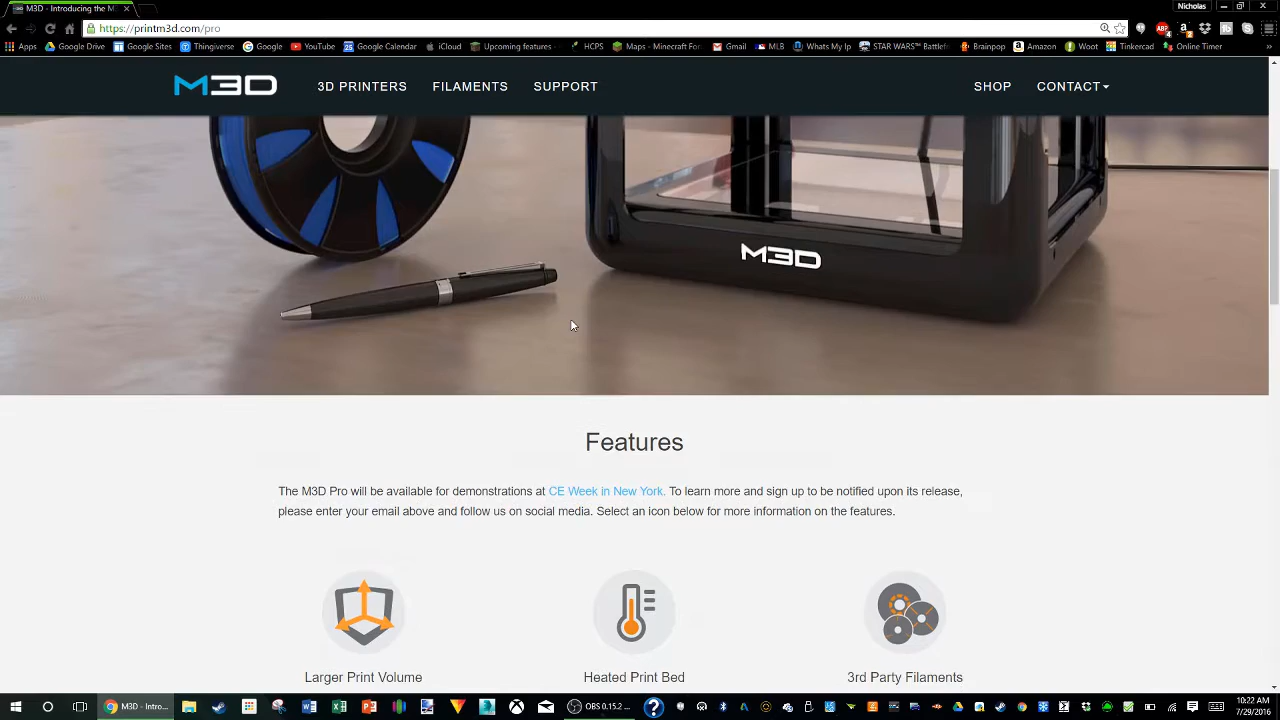 M3D - Introducing the M
Nicholas
https://printm3d.com/pro
Apps Google Drive Google Sites Thingiverse Google YouTube Google Calendar iCloud Upcoming features HCPS Maps - Minecraft For Gmail MLB Whats My Ip STAR WARS™ Battlef Brainpop Amazon Woot Tinkercad Online Timer
M3D 3D PRINTERS FILAMENTS SUPPORT SHOP CONTACT
M3D
Features
The M3D Pro will be available for demonstrations at CE Week in New York. To learn more and sign up to be notified upon its release,
please enter your email above and follow us on social media. Select an icon below for more information on the features.
Larger Print Volume Heated Print Bed 3rd Party Filaments
M3D - Intro... OBS 0.15.2 ...
10:22 AM
7/29/2016